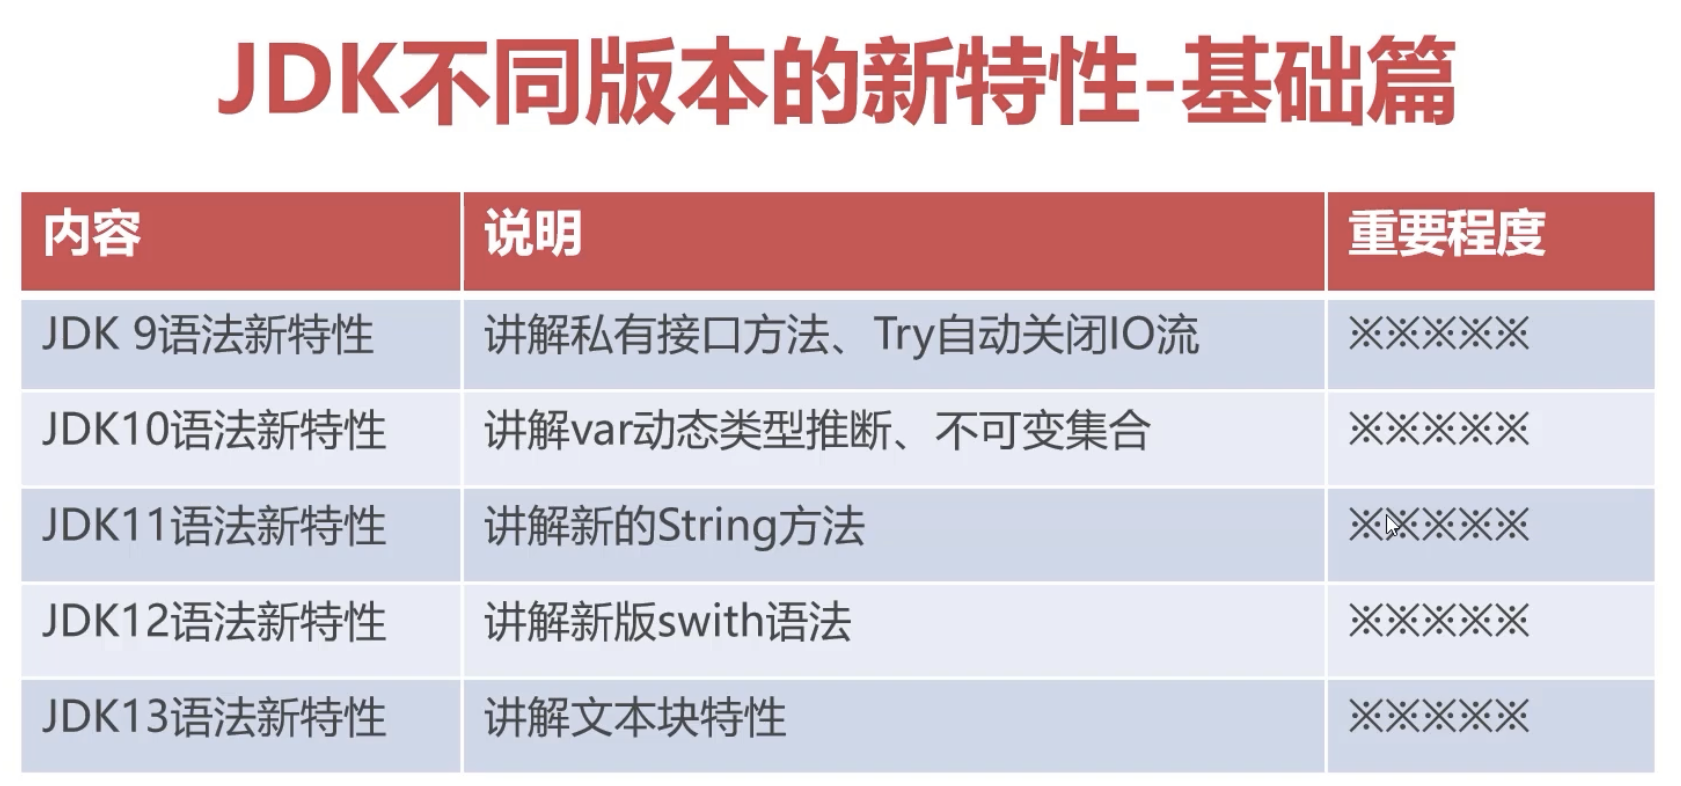 JDK不同版本的新特性-基础篇
内容 说明 重要程度
JDK 9语法新特性 讲解私有接口方法、Try自动关闭IO流 ※※※※※
JDK10语法新特性 讲解var动态类型推断、不可变集合 ※※※※※
JDK11语法新特性 讲解新的String方法 ※※※※※
JDK12语法新特性 讲解新版swith语法 ※※※※※
JDK13语法新特性 讲解文本块特性 ※※※※※